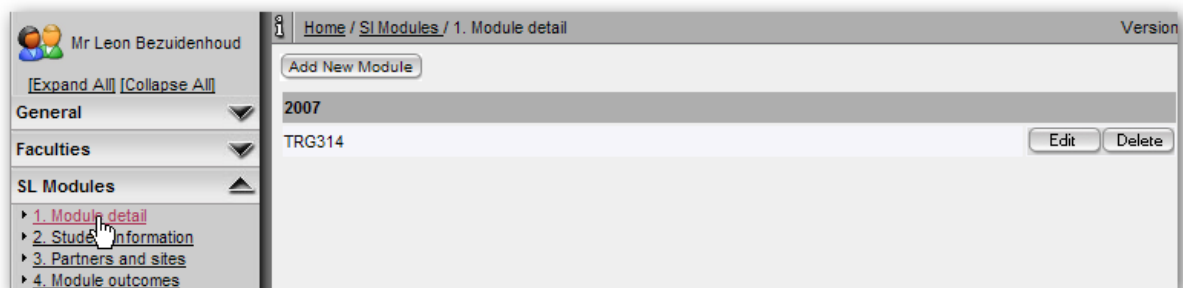 Mr Leon Bezuidenhoud
[Expand All] [Collapse All]
General
Faculties
SL Modules
1. Module detail
2. Student Information
3. Partners and sites
4. Module outcomes
Home / SI Modules / 1. Module detail
Version
Add New Module
2007
TRG314
Edit
Delete